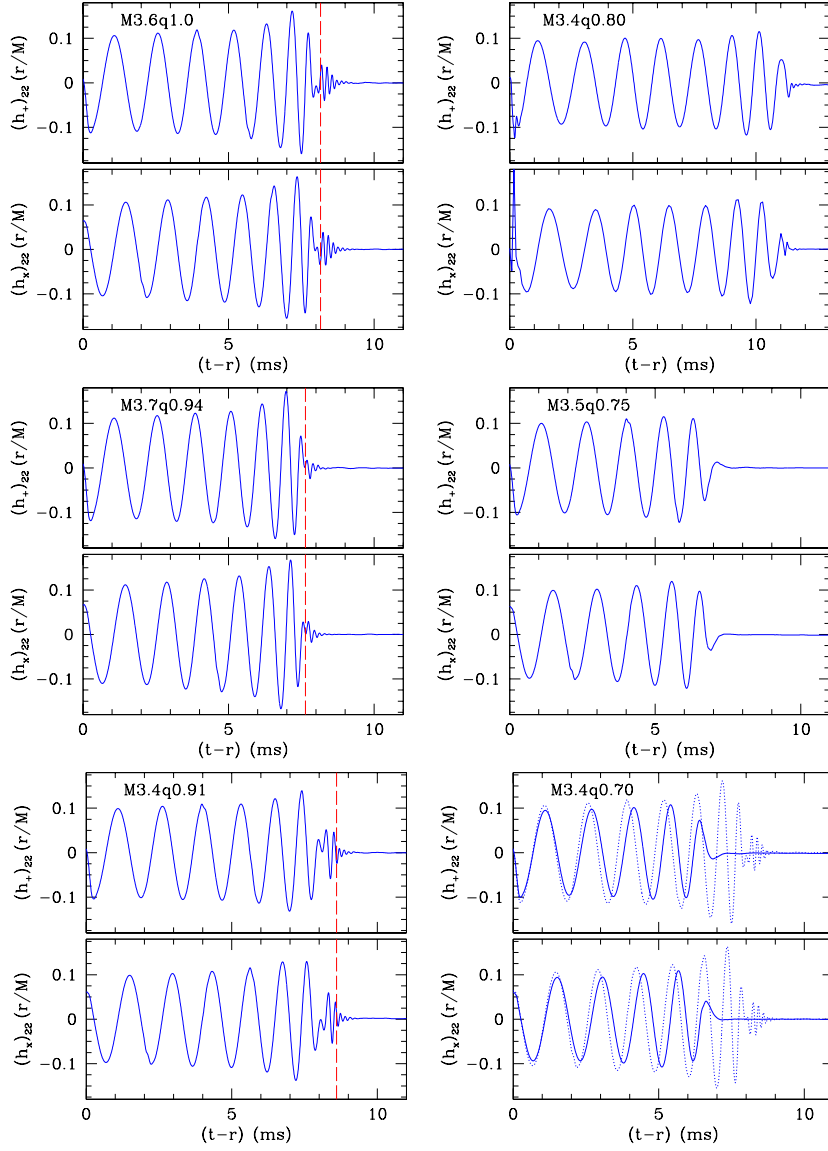 M3.6q1.0
0.1
0
−0.1
(h₊)₂₂(r/M)
0.1
0
−0.1
(hₓ)₂₂(r/M)
0
5
10
(t−r) (ms)
M3.4q0.80
0.1
0
−0.1
(h₊)₂₂(r/M)
0.1
0
−0.1
(hₓ)₂₂(r/M)
0
5
10
(t−r) (ms)
M3.7q0.94
0.1
0
−0.1
(h₊)₂₂(r/M)
0.1
0
−0.1
(hₓ)₂₂(r/M)
0
5
10
(t−r) (ms)
M3.5q0.75
0.1
0
−0.1
(h₊)₂₂(r/M)
0.1
0
−0.1
(hₓ)₂₂(r/M)
0
5
10
(t−r) (ms)
M3.4q0.91
0.1
0
−0.1
(h₊)₂₂(r/M)
0.1
0
−0.1
(hₓ)₂₂(r/M)
0
5
10
(t−r) (ms)
M3.4q0.70
0.1
0
−0.1
(h₊)₂₂(r/M)
0.1
0
−0.1
(hₓ)₂₂(r/M)
0
5
10
(t−r) (ms)